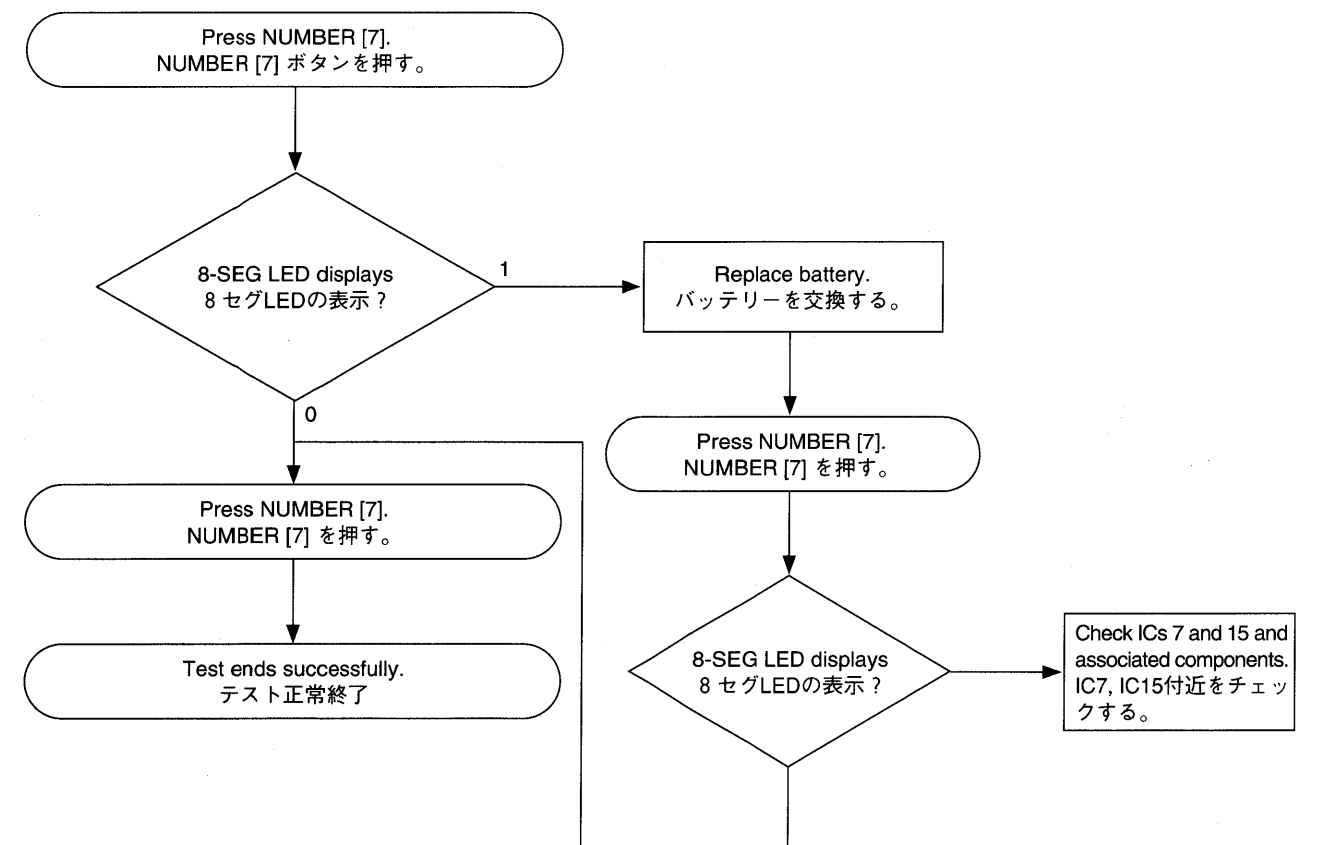 Press NUMBER [7].
NUMBER [7] ボタンを押す。
8-SEG LED displays
8 セグLEDの表示?
1
Replace battery.
バッテリーを交換する。
0
Press NUMBER [7].
NUMBER [7] を押す。
Press NUMBER [7].
NUMBER [7] を押す。
Test ends successfully.
テスト正常終了
8-SEG LED displays
8 セグLEDの表示?
Check ICs 7 and 15 and
associated components.
IC7, IC15付近をチェッ
クする。